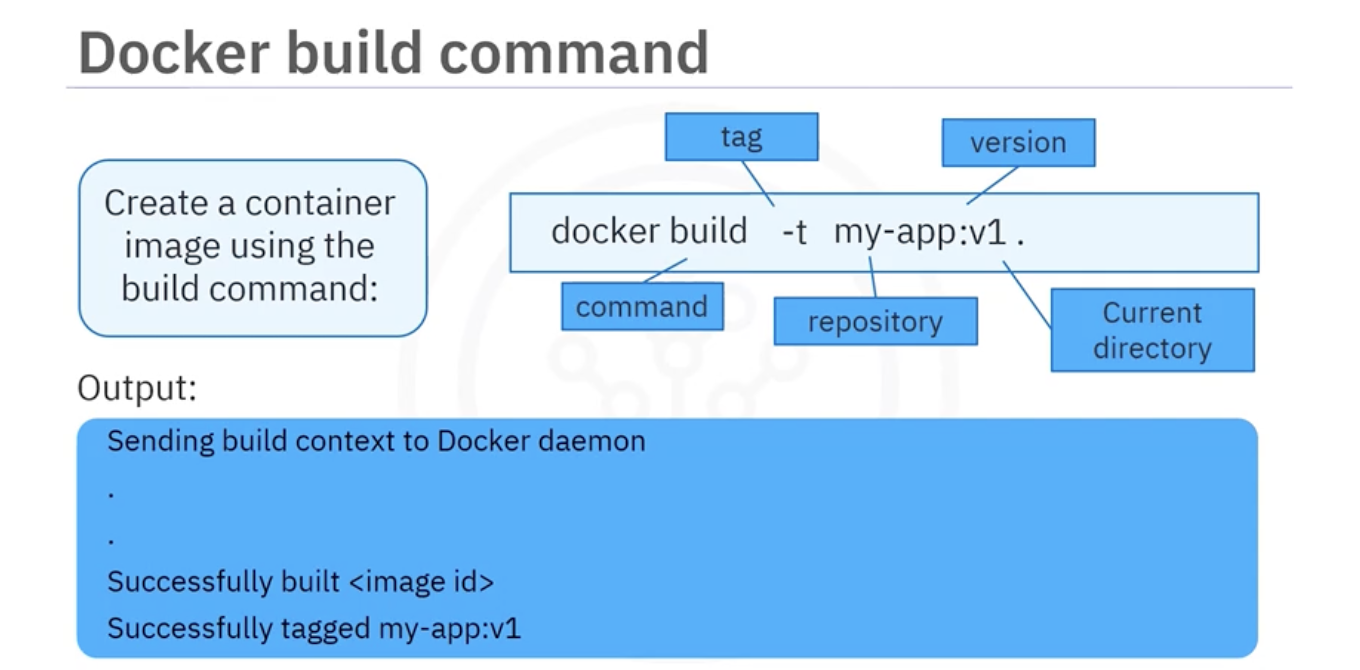 Docker build command
tag
version
Create a container
image using the
build command:
docker build -t my-app:v1 .
command
repository
Current
directory
Output:
Sending build context to Docker daemon
.
.
Successfully built <image id>
Successfully tagged my-app:v1